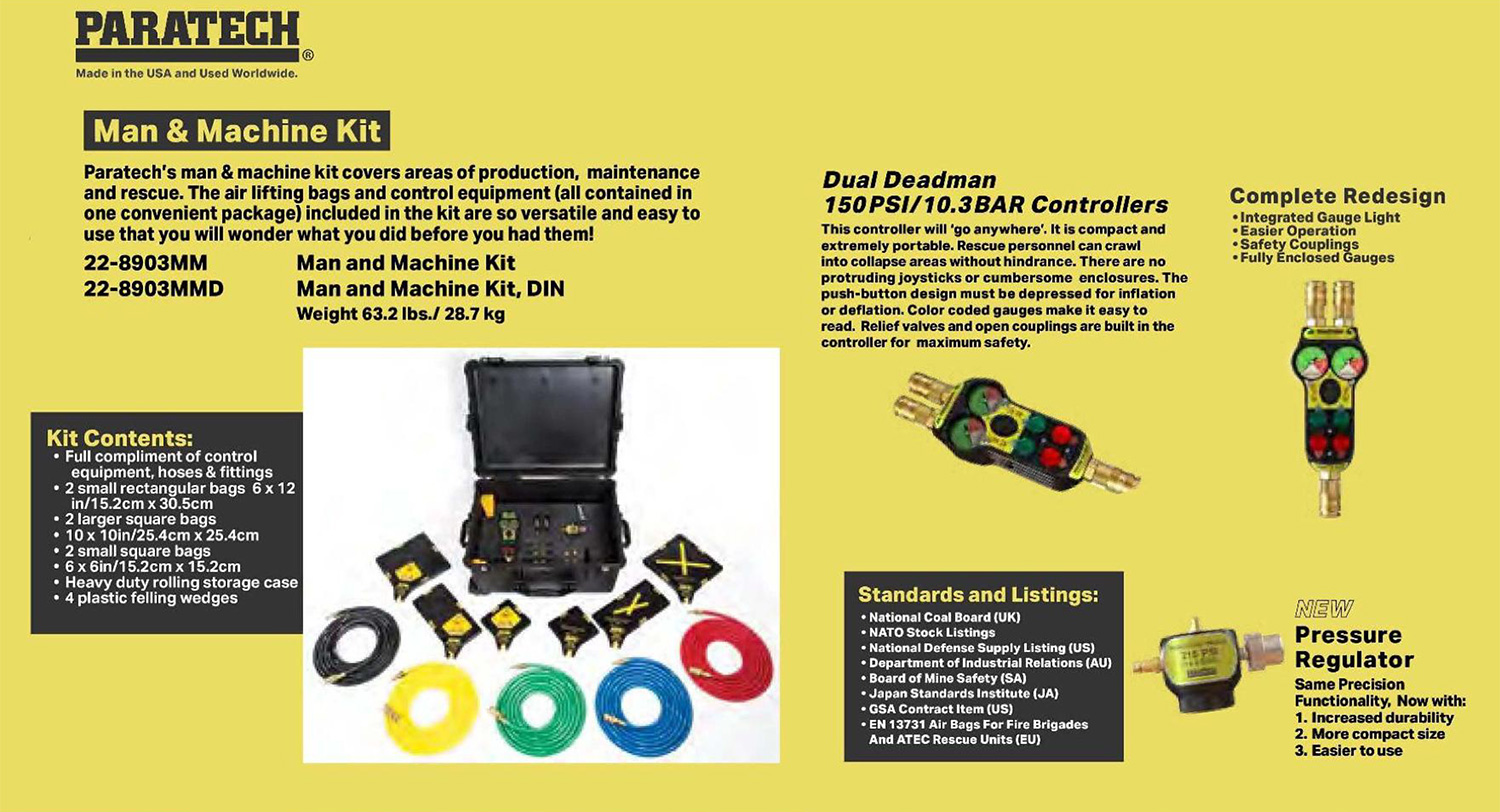 PARATECH®
Made in the USA and Used Worldwide.
Man & Machine Kit
Paratech's man & machine kit covers areas of production, maintenance
and rescue. The air lifting bags and control equipment (all contained in
one convenient package) included in the kit are so versatile and easy to
use that you will wonder what you did before you had them!
22-8903MM Man and Machine Kit
22-8903MMD Man and Machine Kit, DIN
Weight 63.2 lbs./ 28.7 kg
Kit Contents:
• Full compliment of control
equipment, hoses & fittings
• 2 small rectangular bags 6 x 12
in/15.2cm x 30.5cm
• 2 larger square bags
• 10 x 10in/25.4cm x 25.4cm
• 2 small square bags
• 6 x 6in/15.2cm x 15.2cm
• Heavy duty rolling storage case
• 4 plastic felling wedges
Dual Deadman
150 PSI/10.3 BAR Controllers
This controller will 'go anywhere'. It is compact and
extremely portable. Rescue personnel can crawl
into collapse areas without hindrance. There are no
protruding joysticks or cumbersome enclosures. The
push-button design must be depressed for inflation
or deflation. Color coded gauges make it easy to
read. Relief valves and open couplings are built in the
controller for maximum safety.
Complete Redesign
• Integrated Gauge Light
• Easier Operation
• Safety Couplings
• Fully Enclosed Gauges
Standards and Listings:
• National Coal Board (UK)
• NATO Stock Listings
• National Defense Supply Listing (US)
• Department of Industrial Relations (AU)
• Board of Mine Safety (SA)
• Japan Standards Institute (JA)
• GSA Contract Item (US)
• EN 13731 Air Bags For Fire Brigades
And ATEC Rescue Units (EU)
215 PSI
NEW
Pressure
Regulator
Same Precision
Functionality, Now with:
1. Increased durability
2. More compact size
3. Easier to use